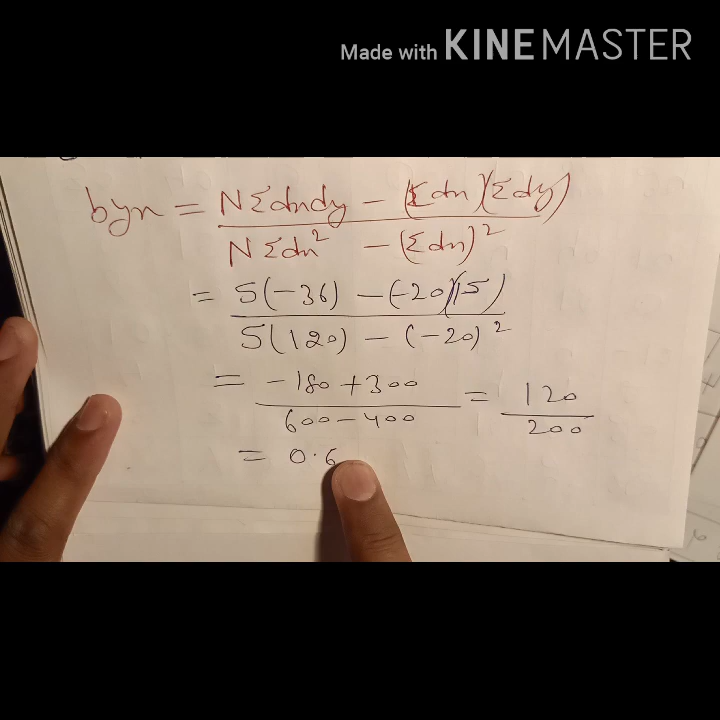 Made with KINEMASTER
byx = NΣdxdy - (Σdx)(Σdy) / NΣdx² - (Σdx)²
= 5(-36) - (-20)(15) / 5(120) - (-20)²
= -180 + 300 / 600 - 400 = 120 / 200
= 0.6